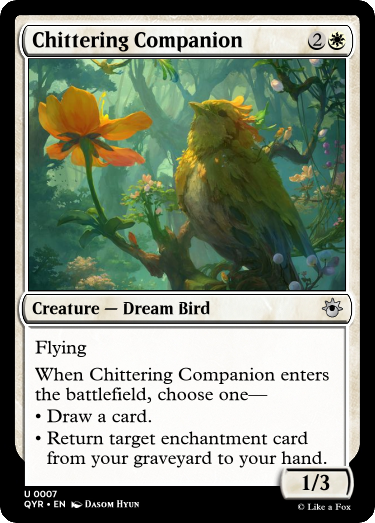 Chittering Companion 2
Creature — Dream Bird
Flying
When Chittering Companion enters
the battlefield, choose one—
• Draw a card.
• Return target enchantment card
from your graveyard to your hand.
1/3
U 0007
QYR • EN Dasom Hyun
© Like a Fox